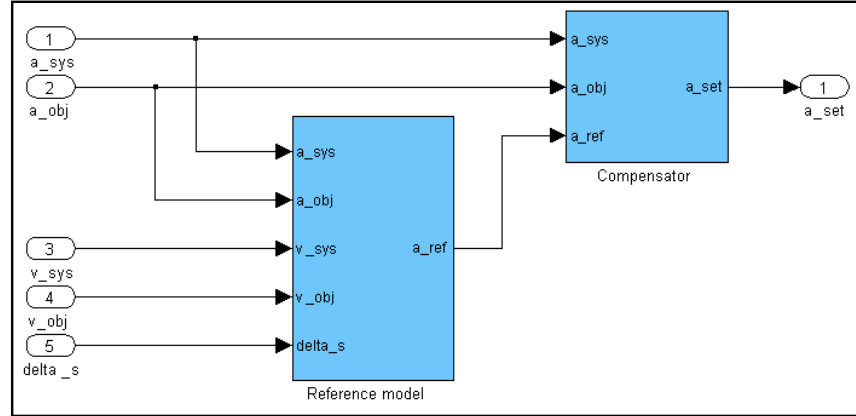 1
a_sys
2
a_obj
3
v_sys
4
v_obj
5
delta _s
a_sys
a_obj
v_sys
v_obj
delta_s
a_ref
Reference model
a_sys
a_obj
a_ref
a_set
Compensator
1
a_set